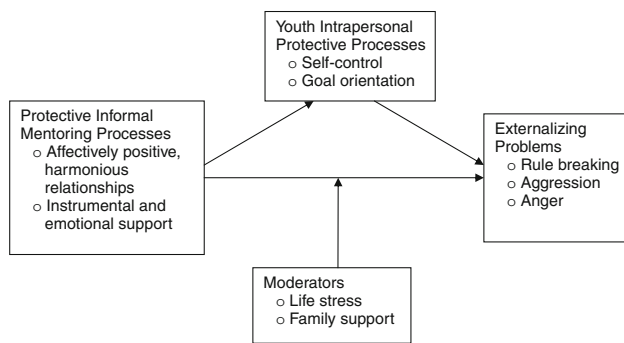 Youth Intrapersonal
Protective Processes
o Self-control
o Goal orientation
Protective Informal
Mentoring Processes
o Affectively positive,
harmonious
relationships
o Instrumental and
emotional support
Externalizing
Problems
o Rule breaking
o Aggression
o Anger
Moderators
o Life stress
o Family support